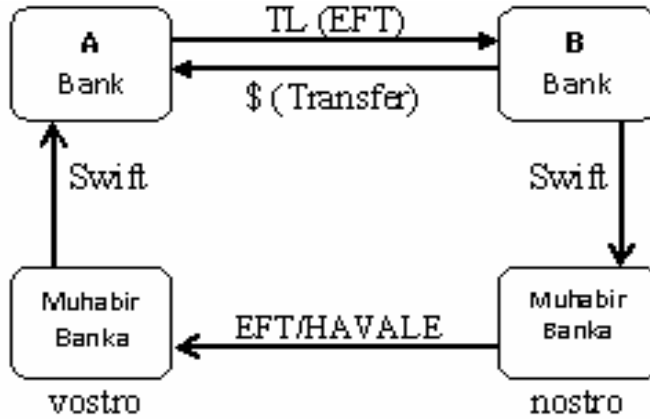 A
Bank
TL (EFT)
$ (Transfer)
B
Bank
Swift
Swift
Muhabir
Banka
EFT/HAVALE
Muhabir
Banka
vostro
nostro